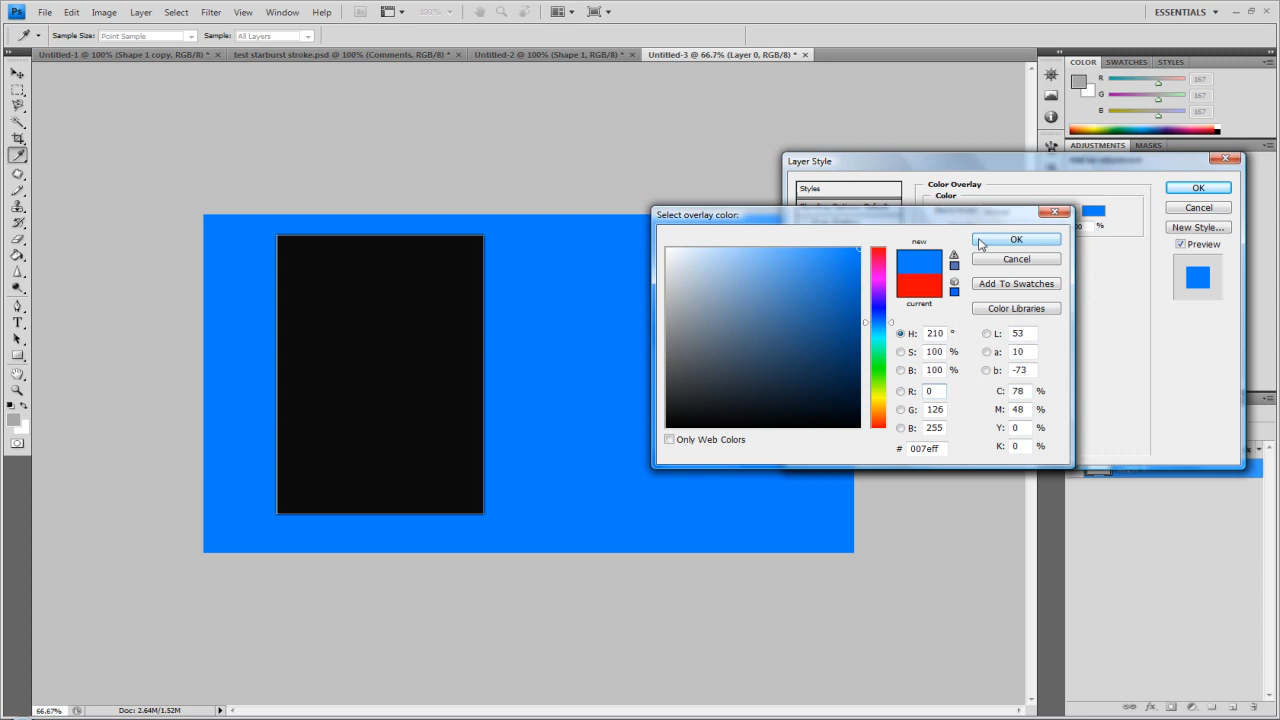 Ps File Edit Image Layer Select Filter View Window Help 100% ESSENTIALS
Sample Size: Point Sample Sample: All Layers
Untitled-1 @ 100% (Shape 1 copy, RGB/8) * test starburst stroke.psd @ 100% (Comments, RGB/8) * Untitled-2 @ 100% (Shape 1, RGB/8) * Untitled-3 @ 66.7% (Layer 0, RGB/8) *
COLOR SWATCHES STYLES
R 167
G 167
B 167
ADJUSTMENTS MASKS
Layer Style
Styles
Color Overlay
Color
OK
Cancel
New Style...
Preview
%
Select overlay color:
new
current
OK
Cancel
Add To Swatches
Color Libraries
H: 210 ° L: 53
S: 100 % a: 10
B: 100 % b: -73
R: 0 C: 78 %
G: 126 M: 48 %
B: 255 Y: 0 %
# 007eff K: 0 %
Only Web Colors
66.67% Doc: 2.64M/1.52M